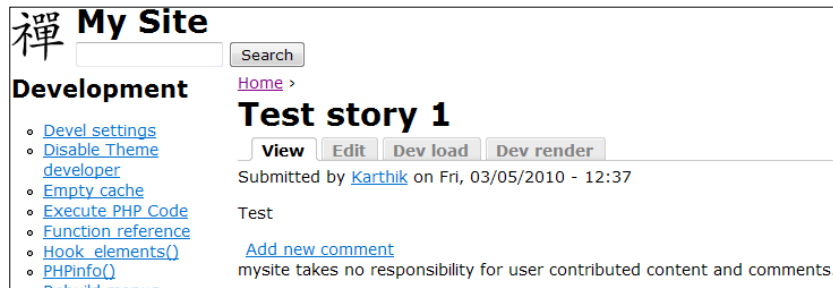 禪 My Site
Search
Development
Devel settings
Disable Theme
developer
Empty cache
Execute PHP Code
Function reference
Hook_elements()
PHPinfo()
Home ›
Test story 1
View Edit Dev load Dev render
Submitted by Karthik on Fri, 03/05/2010 - 12:37
Test
Add new comment
mysite takes no responsibility for user contributed content and comments.